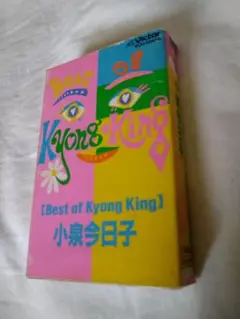 Victor
Best of
Kyong King
【Best of Kyong King】
小泉今日子